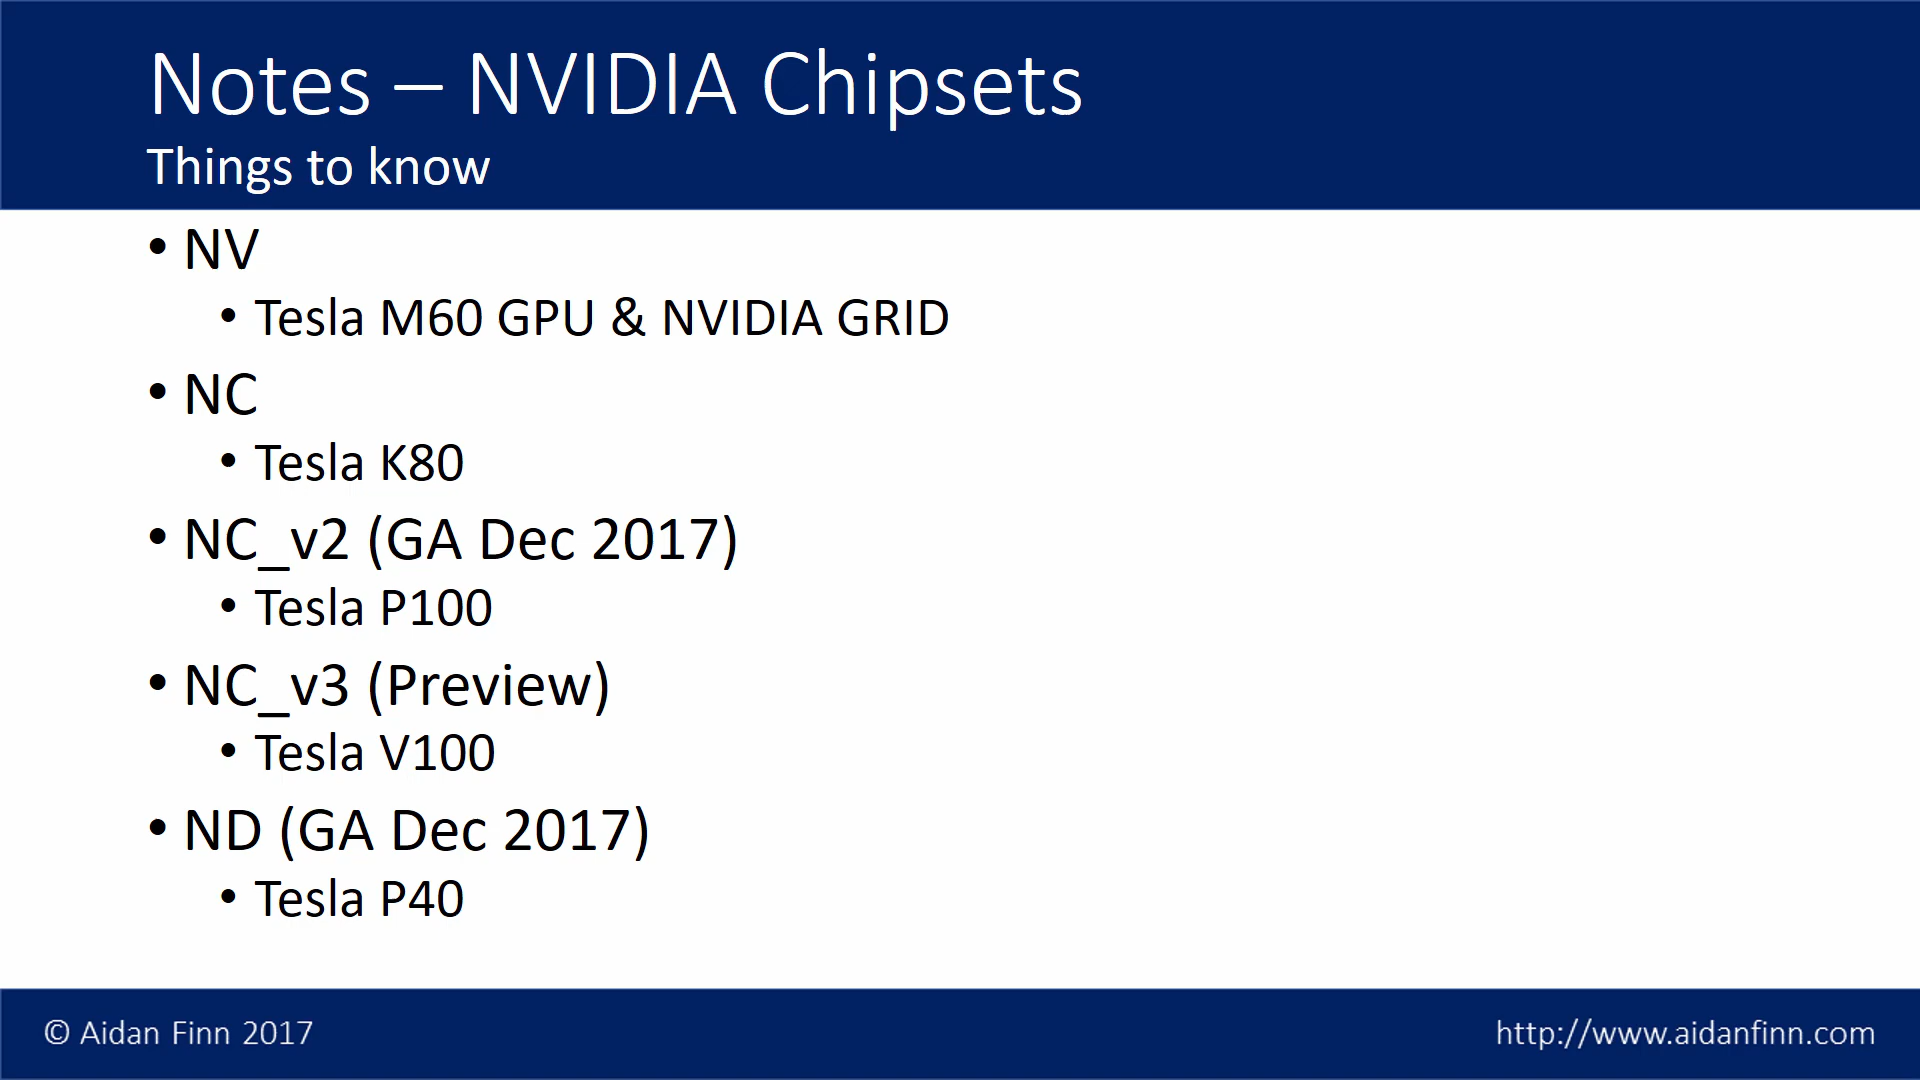 Notes – NVIDIA Chipsets
Things to know
• NV
• Tesla M60 GPU & NVIDIA GRID
• NC
• Tesla K80
• NC_v2 (GA Dec 2017)
• Tesla P100
• NC_v3 (Preview)
• Tesla V100
• ND (GA Dec 2017)
• Tesla P40
© Aidan Finn 2017
http://www.aidanfinn.com